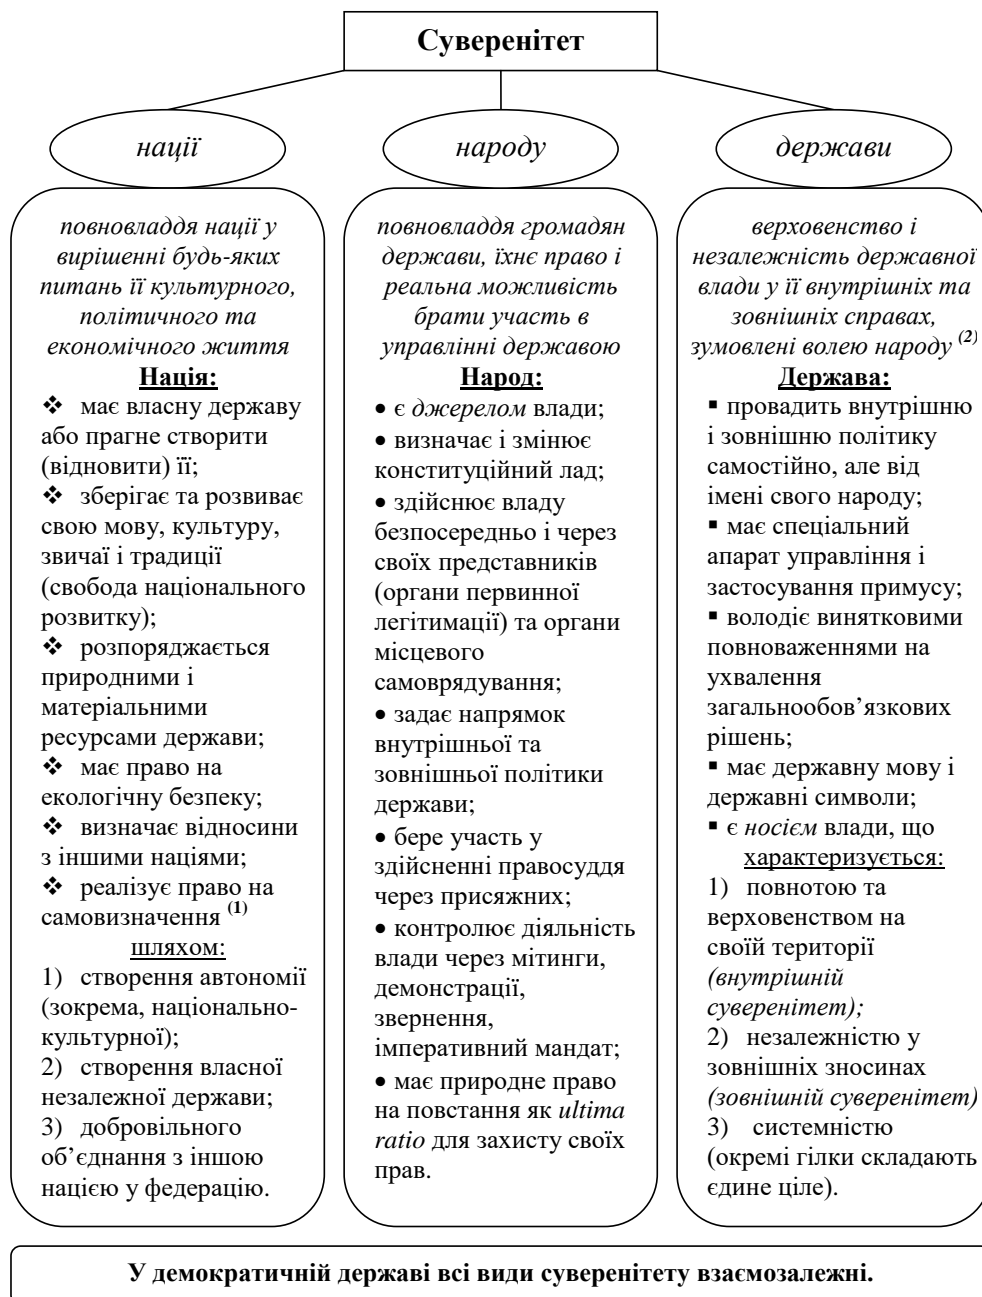 Суверенітет
нації
народу
держави
повновладдя нації у
вирішенні будь-яких
питань її культурного,
політичного та
економічного життя
Нація:
❖ має власну державу
або прагне створити
(відновити) її;
❖ зберігає та розвиває
свою мову, культуру,
звичаї і традиції
(свобода національного
розвитку);
❖ розпоряджається
природними і
матеріальними
ресурсами держави;
❖ має право на
екологічну безпеку;
❖ визначає відносини
з іншими націями;
❖ реалізує право на
самовизначення (1)
шляхом:
1) створення автономії
(зокрема, національно-
культурної);
2) створення власної
незалежної держави;
3) добровільного
об’єднання з іншою
нацією у федерацію.
повновладдя громадян
держави, їхнє право і
реальна можливість
брати участь в
управлінні державою
Народ:
• є джерелом влади;
• визначає і змінює
конституційний лад;
• здійснює владу
безпосередньо і через
своїх представників
(органи первинної
легітимації) та органи
місцевого
самоврядування;
• задає напрямок
внутрішньої та
зовнішньої політики
держави;
• бере участь у
здійсненні правосуддя
через присяжних;
• контролює діяльність
влади через мітинги,
демонстрації,
звернення,
імперативний мандат;
• має природне право
на повстання як ultima
ratio для захисту своїх
прав.
верховенство і
незалежність державної
влади у її внутрішніх та
зовнішніх справах,
зумовлені волею народу (2)
Держава:
▪ провадить внутрішню
і зовнішню політику
самостійно, але від
імені свого народу;
▪ має спеціальний
апарат управління і
застосування примусу;
▪ володіє винятковими
повноваженнями на
ухвалення
загальнообов’язкових
рішень;
▪ має державну мову і
державні символи;
▪ є носієм влади, що
характеризується:
1) повнотою та
верховенством на
своїй території
(внутрішній
суверенітет);
2) незалежністю у
зовнішніх зносинах
(зовнішній суверенітет)
3) системністю
(окремі гілки складають
єдине ціле).
У демократичній державі всі види суверенітету взаємозалежні.